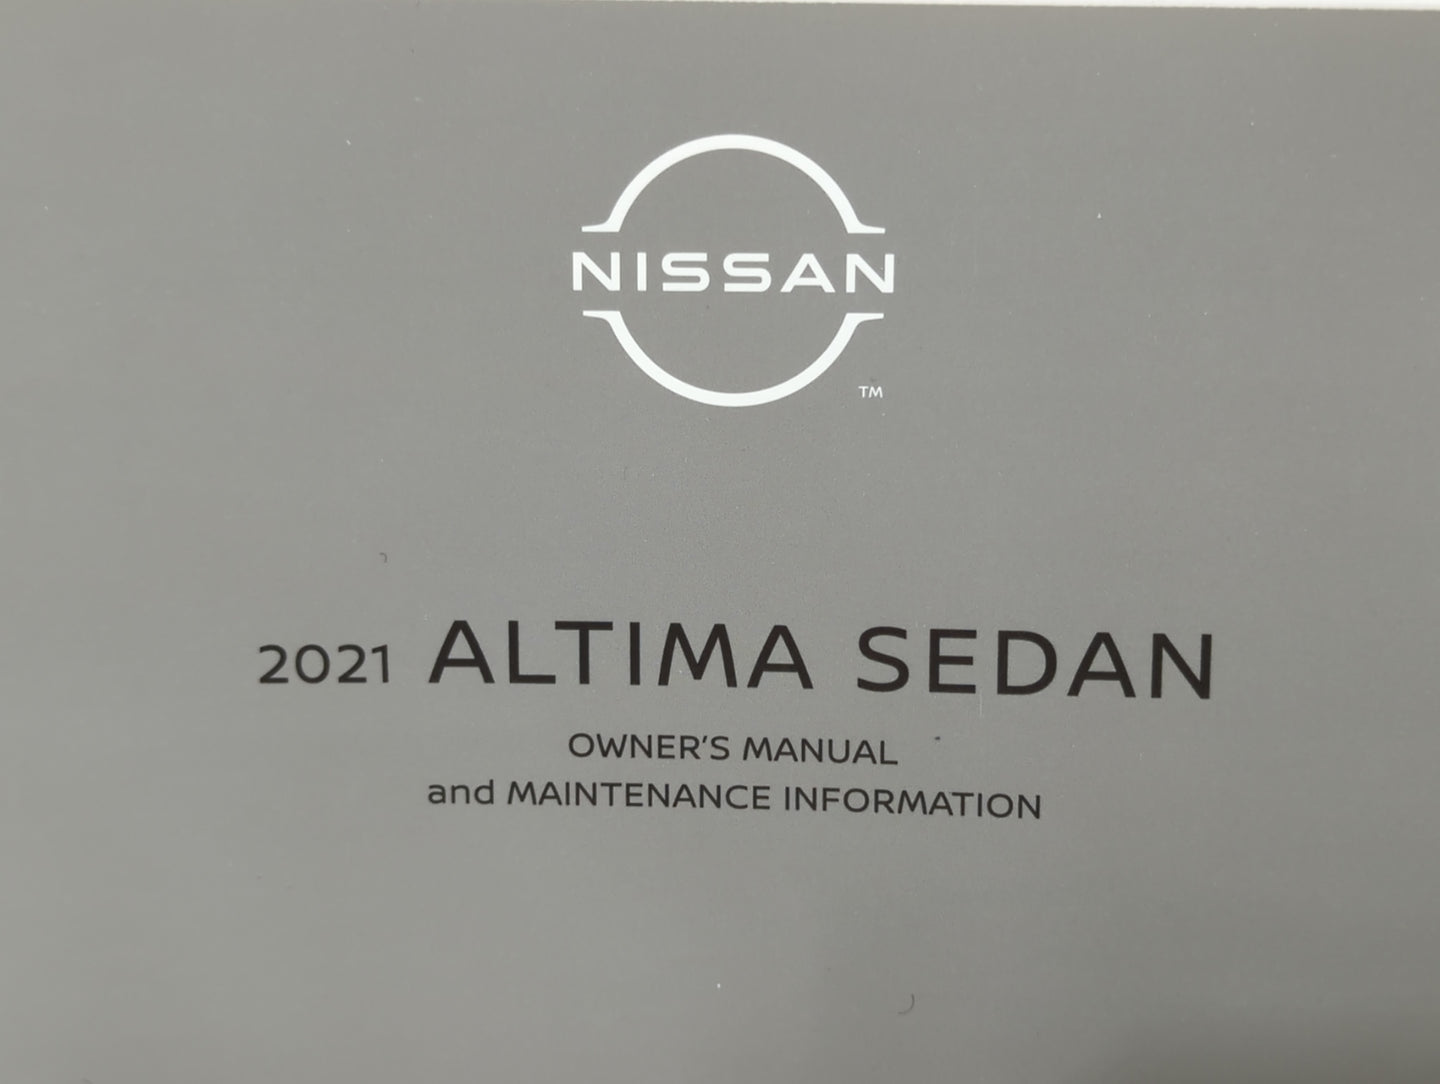 NISSAN
TM
2021 ALTIMA SEDAN
OWNER'S MANUAL
and MAINTENANCE INFORMATION